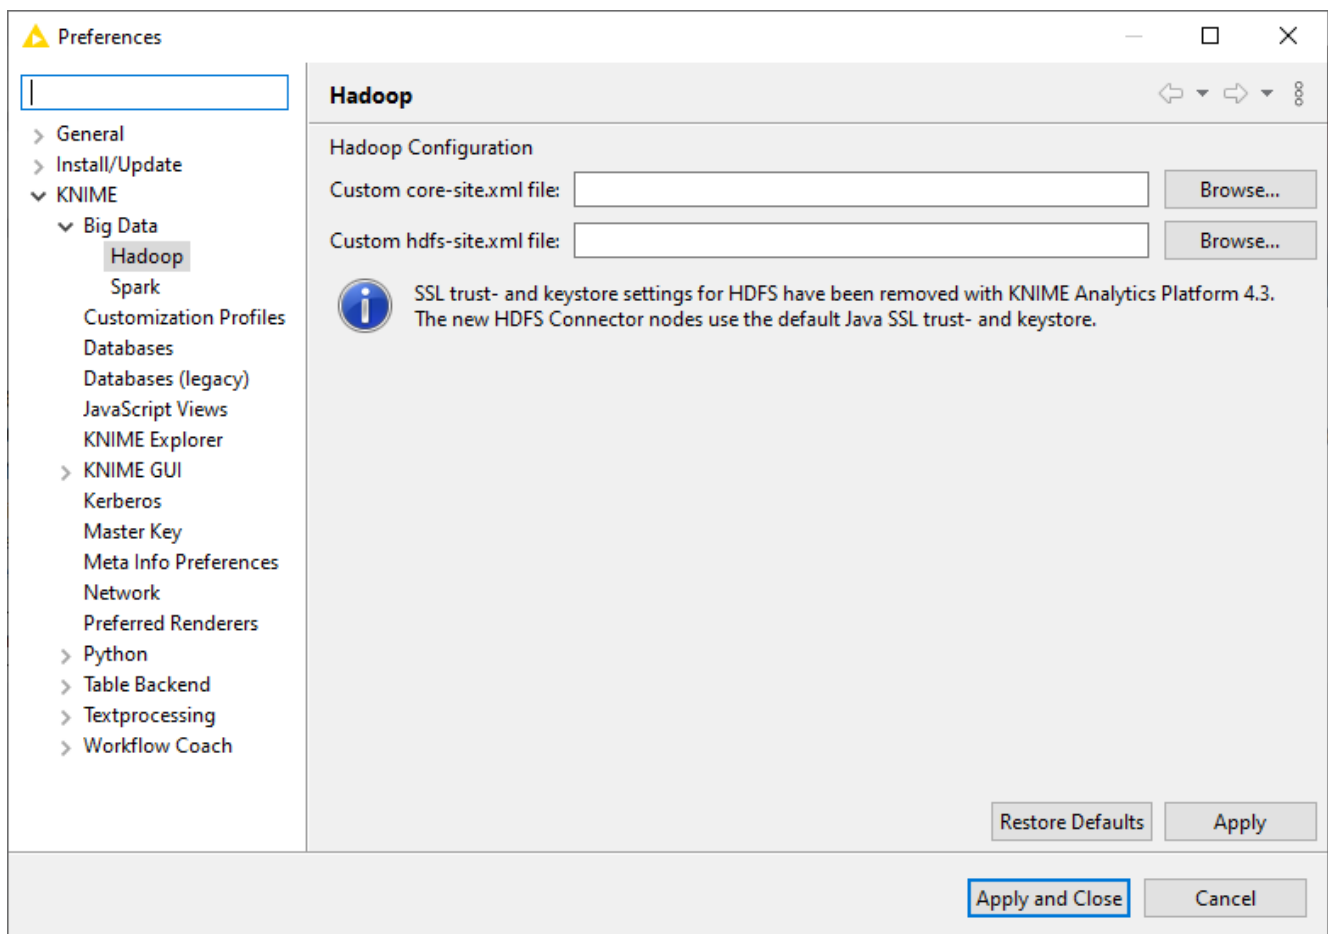 Preferences
General
Install/Update
KNIME
Big Data
Hadoop
Spark
Customization Profiles
Databases
Databases (legacy)
JavaScript Views
KNIME Explorer
KNIME GUI
Kerberos
Master Key
Meta Info Preferences
Network
Preferred Renderers
Python
Table Backend
Textprocessing
Workflow Coach
Hadoop
Hadoop Configuration
Custom core-site.xml file:
Browse...
Custom hdfs-site.xml file:
Browse...
SSL trust- and keystore settings for HDFS have been removed with KNIME Analytics Platform 4.3.
The new HDFS Connector nodes use the default Java SSL trust- and keystore.
Restore Defaults
Apply
Apply and Close
Cancel